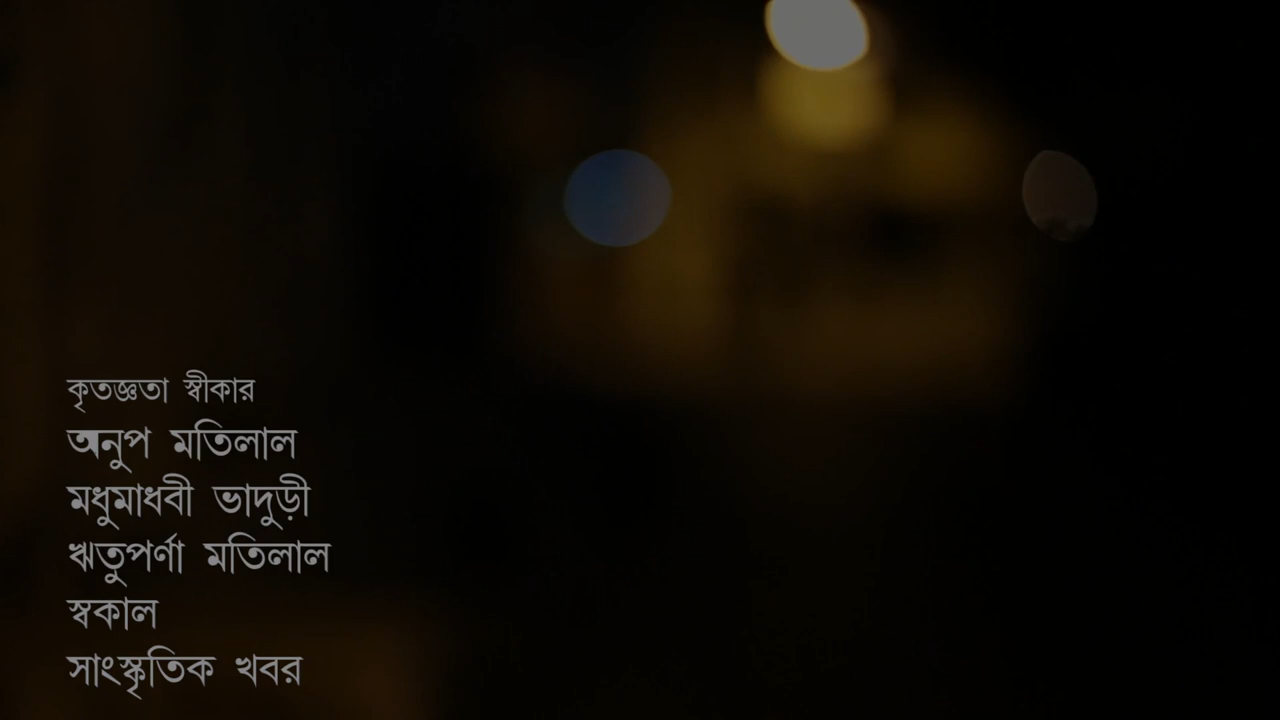 কৃতজ্ঞতা স্বীকার
অনুপ মতিলাল
মধুমাধবী ভাদুড়ী
ঋতুপর্ণা মতিলাল
স্বকাল
সাংস্কৃতিক খবর